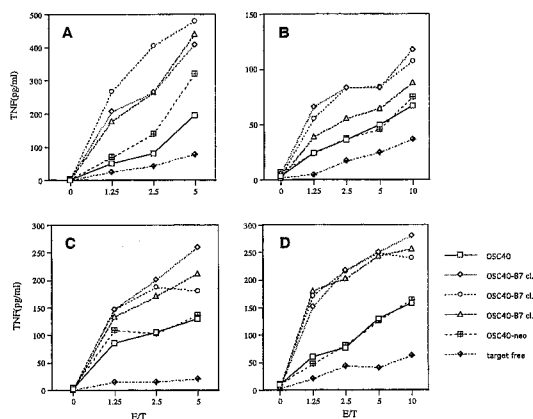 A
B
TNF(pg/ml)
500
400
300
200
100
0
0 1.25 2.5 5
150
100
50
0
0 1.25 2.5 5 10
C
D
TNF(pg/ml)
300
250
200
150
100
50
0
0 1.25 2.5 5
E/T
300
250
200
150
100
50
0
0 1.25 2.5 5 10
E/T
OSC40
OSC40-B7 cl.
OSC40-B7 cl.
OSC40-B7 cl.
OSC40-neo
target free